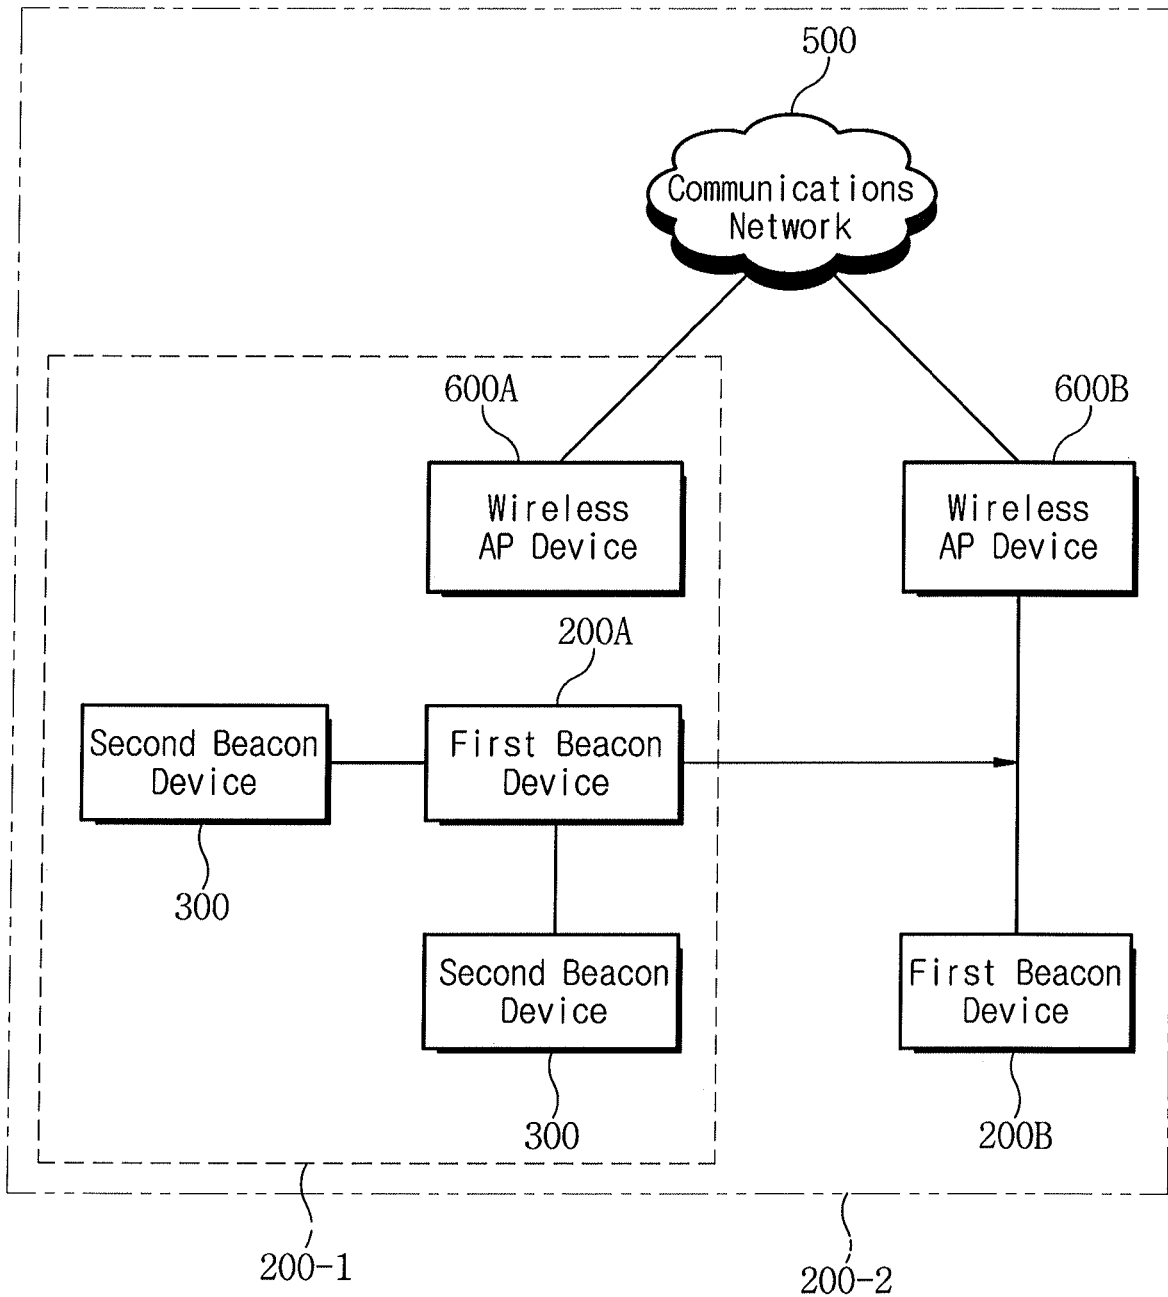 500
Communications
Network
600A
600B
Wireless
AP Device
Wireless
AP Device
200A
Second Beacon
Device
First Beacon
Device
300
Second Beacon
Device
First Beacon
Device
300
200B
200-1
200-2